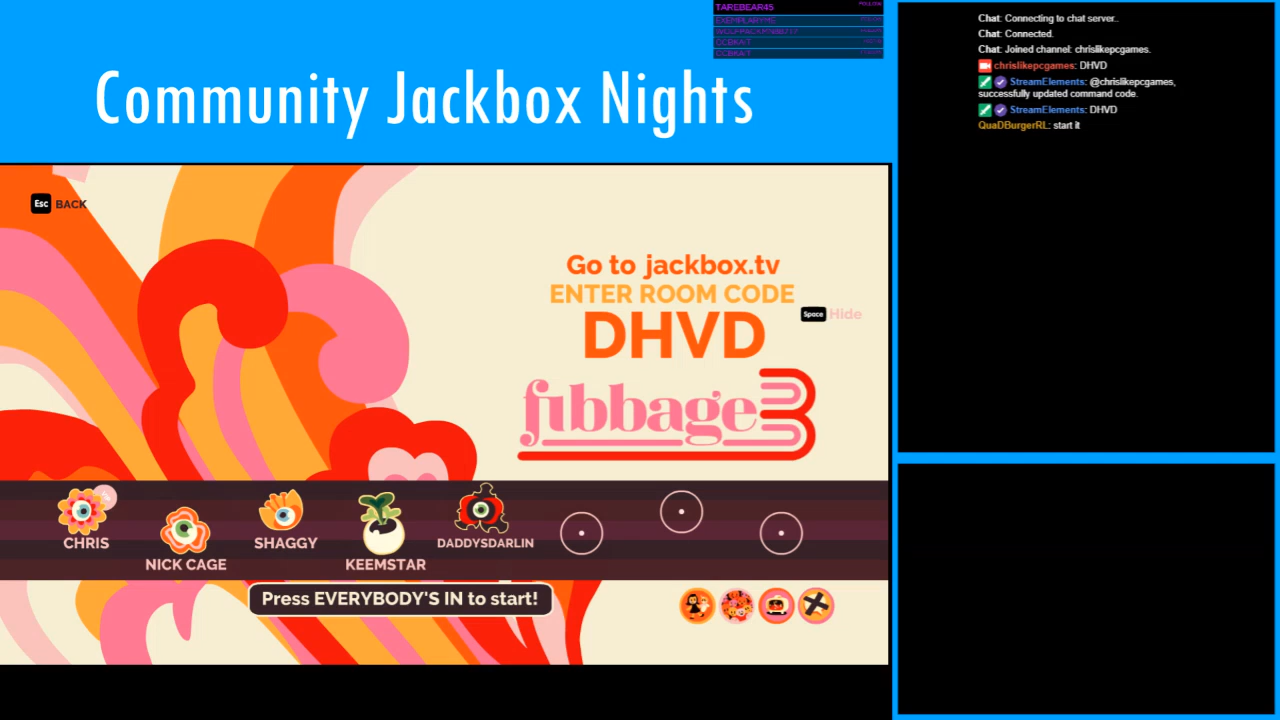 TAREBEAR45
EXEMPLARYME
CCBKAIT
CCBKAIT
Community Jackbox Nights
Chat: Connecting to chat server..
Chat: Connected.
Chat: Joined channel: chrislikepcgames.
chrislikepcgames: DHVD
StreamElements: @chrislikepcgames,
successfully updated command code.
StreamElements: DHVD
QuaDBurgerRL: start it
Esc BACK
Go to jackbox.tv
ENTER ROOM CODE
Space Hide
DHVD
fibbage 3
CHRIS
NICK CAGE
SHAGGY
KEEMSTAR
DADDYSDARLIN
Press EVERYBODY'S IN to start!